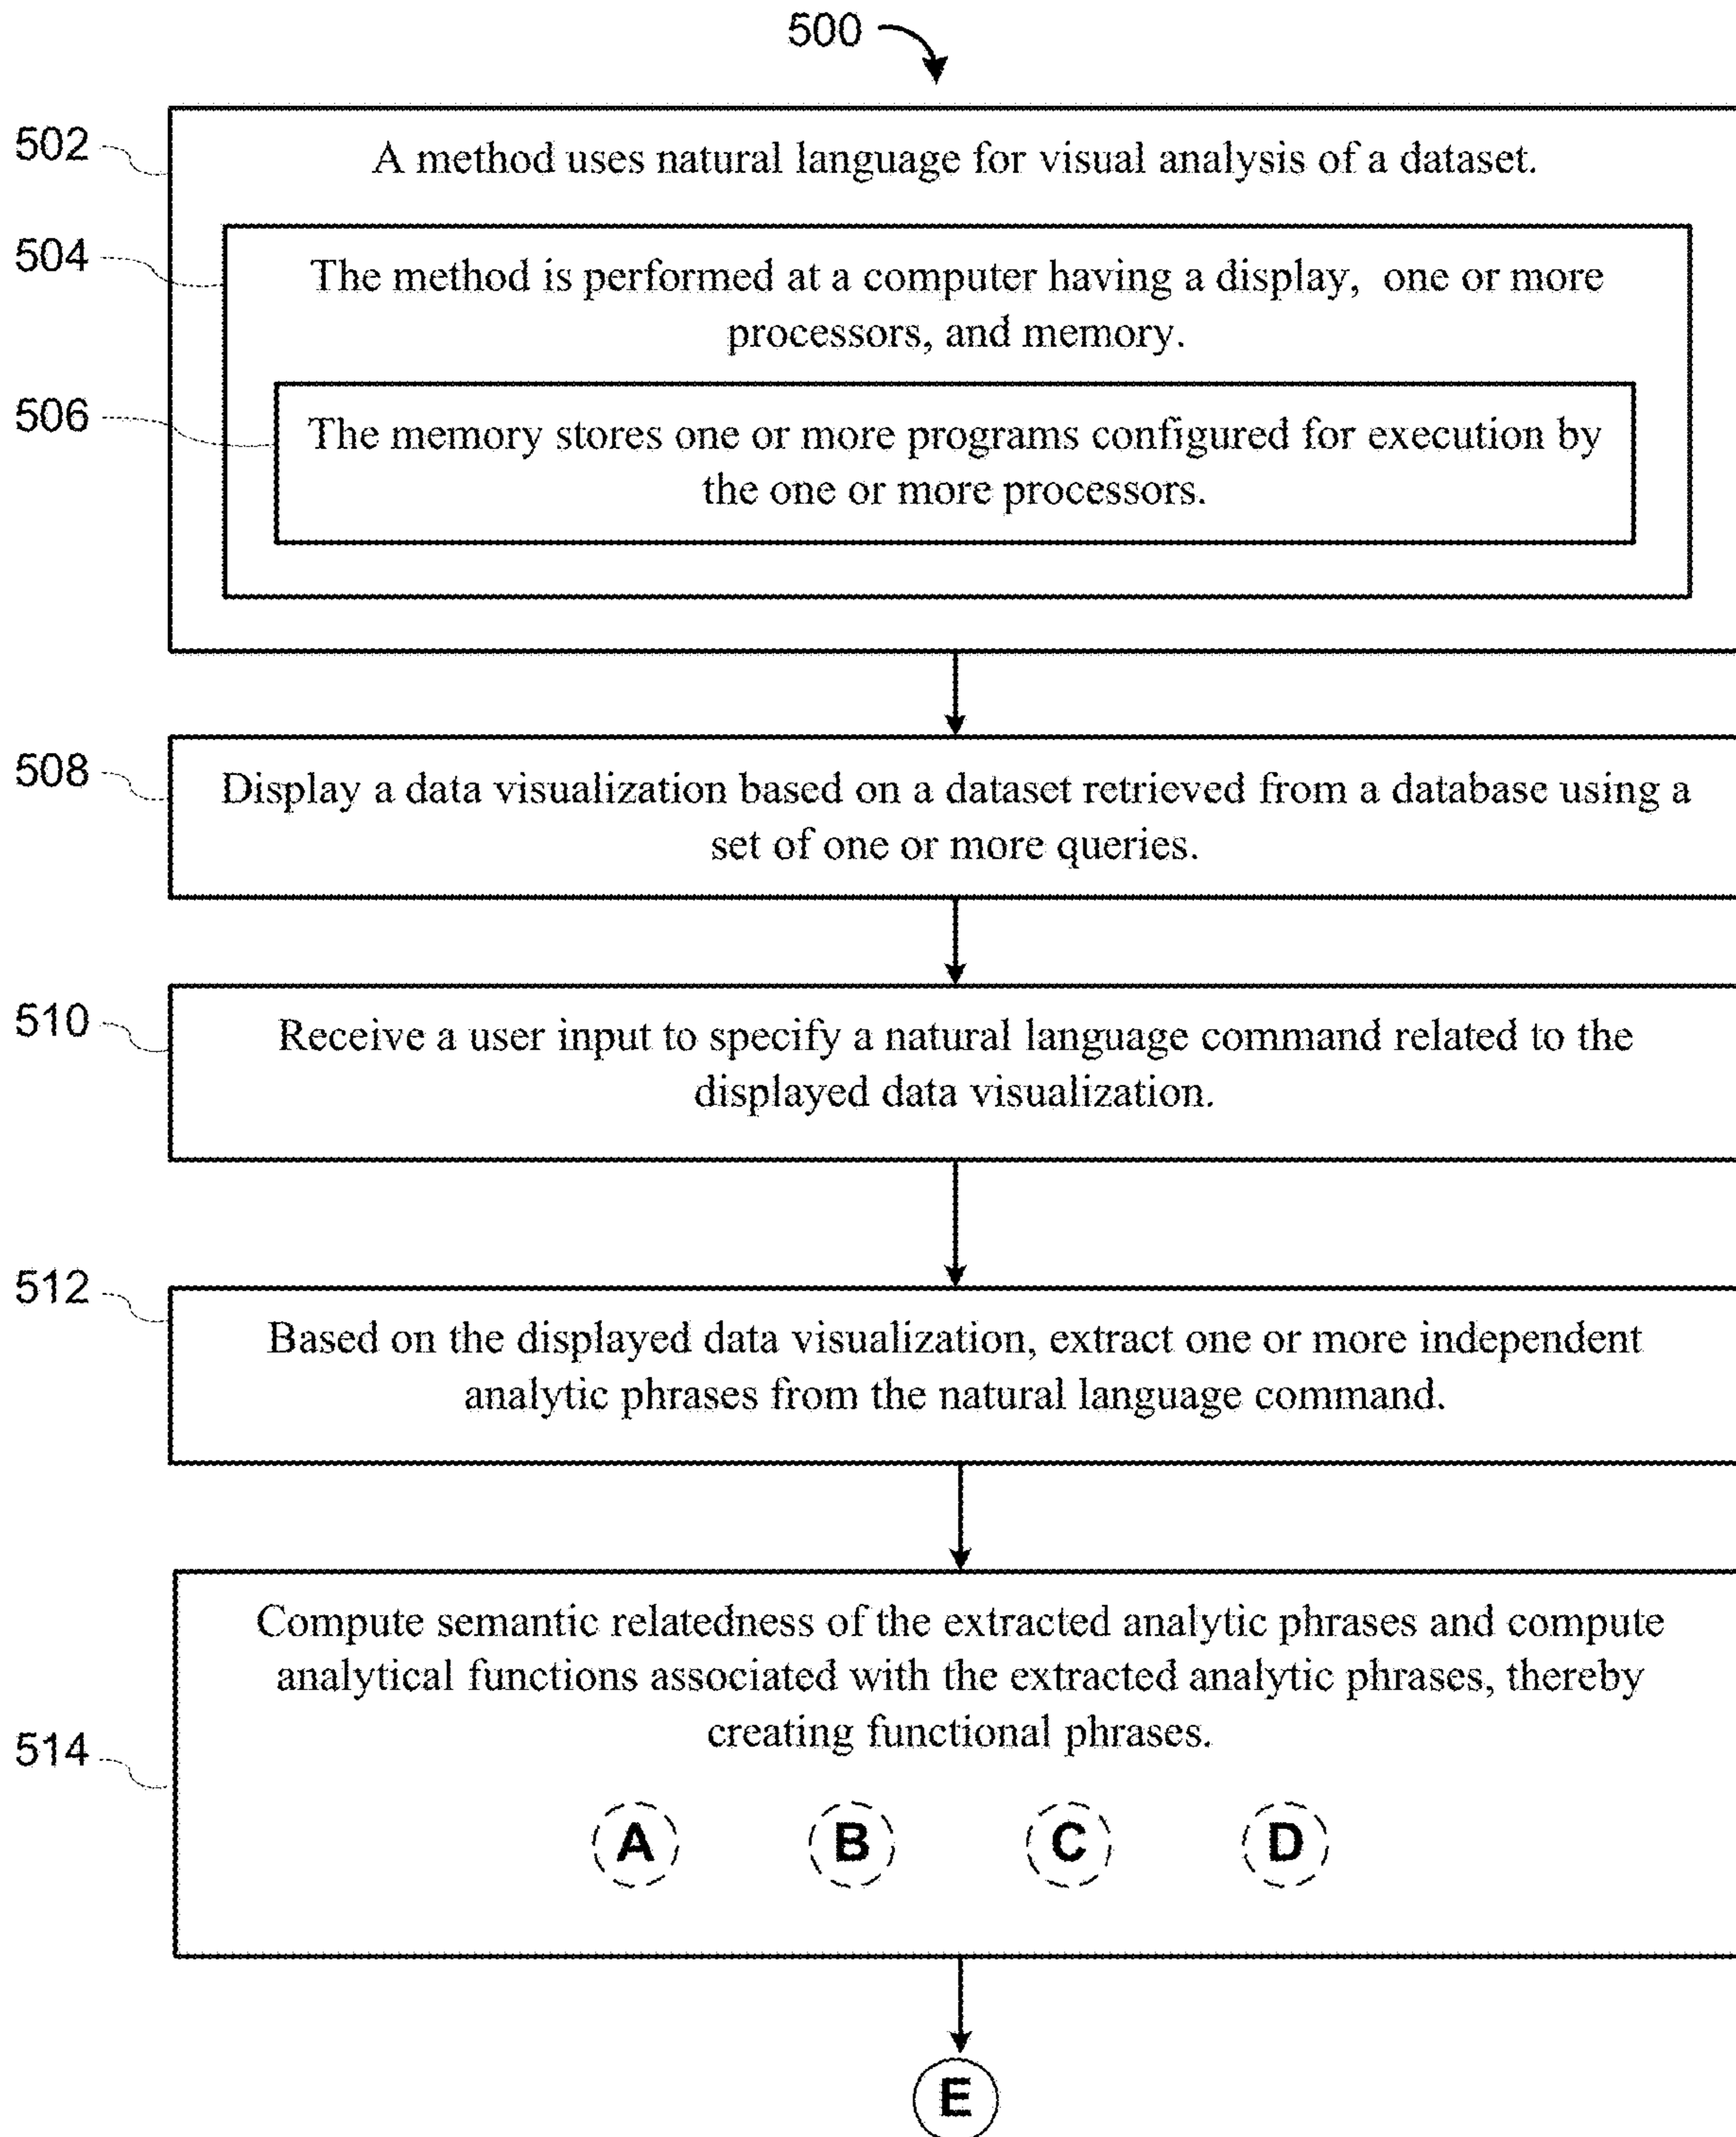 500
502
A method uses natural language for visual analysis of a dataset.
504
The method is performed at a computer having a display, one or more
processors, and memory.
506
The memory stores one or more programs configured for execution by
the one or more processors.
508
Display a data visualization based on a dataset retrieved from a database using a
set of one or more queries.
510
Receive a user input to specify a natural language command related to the
displayed data visualization.
512
Based on the displayed data visualization, extract one or more independent
analytic phrases from the natural language command.
514
Compute semantic relatedness of the extracted analytic phrases and compute
analytical functions associated with the extracted analytic phrases, thereby
creating functional phrases.
A B C D
E